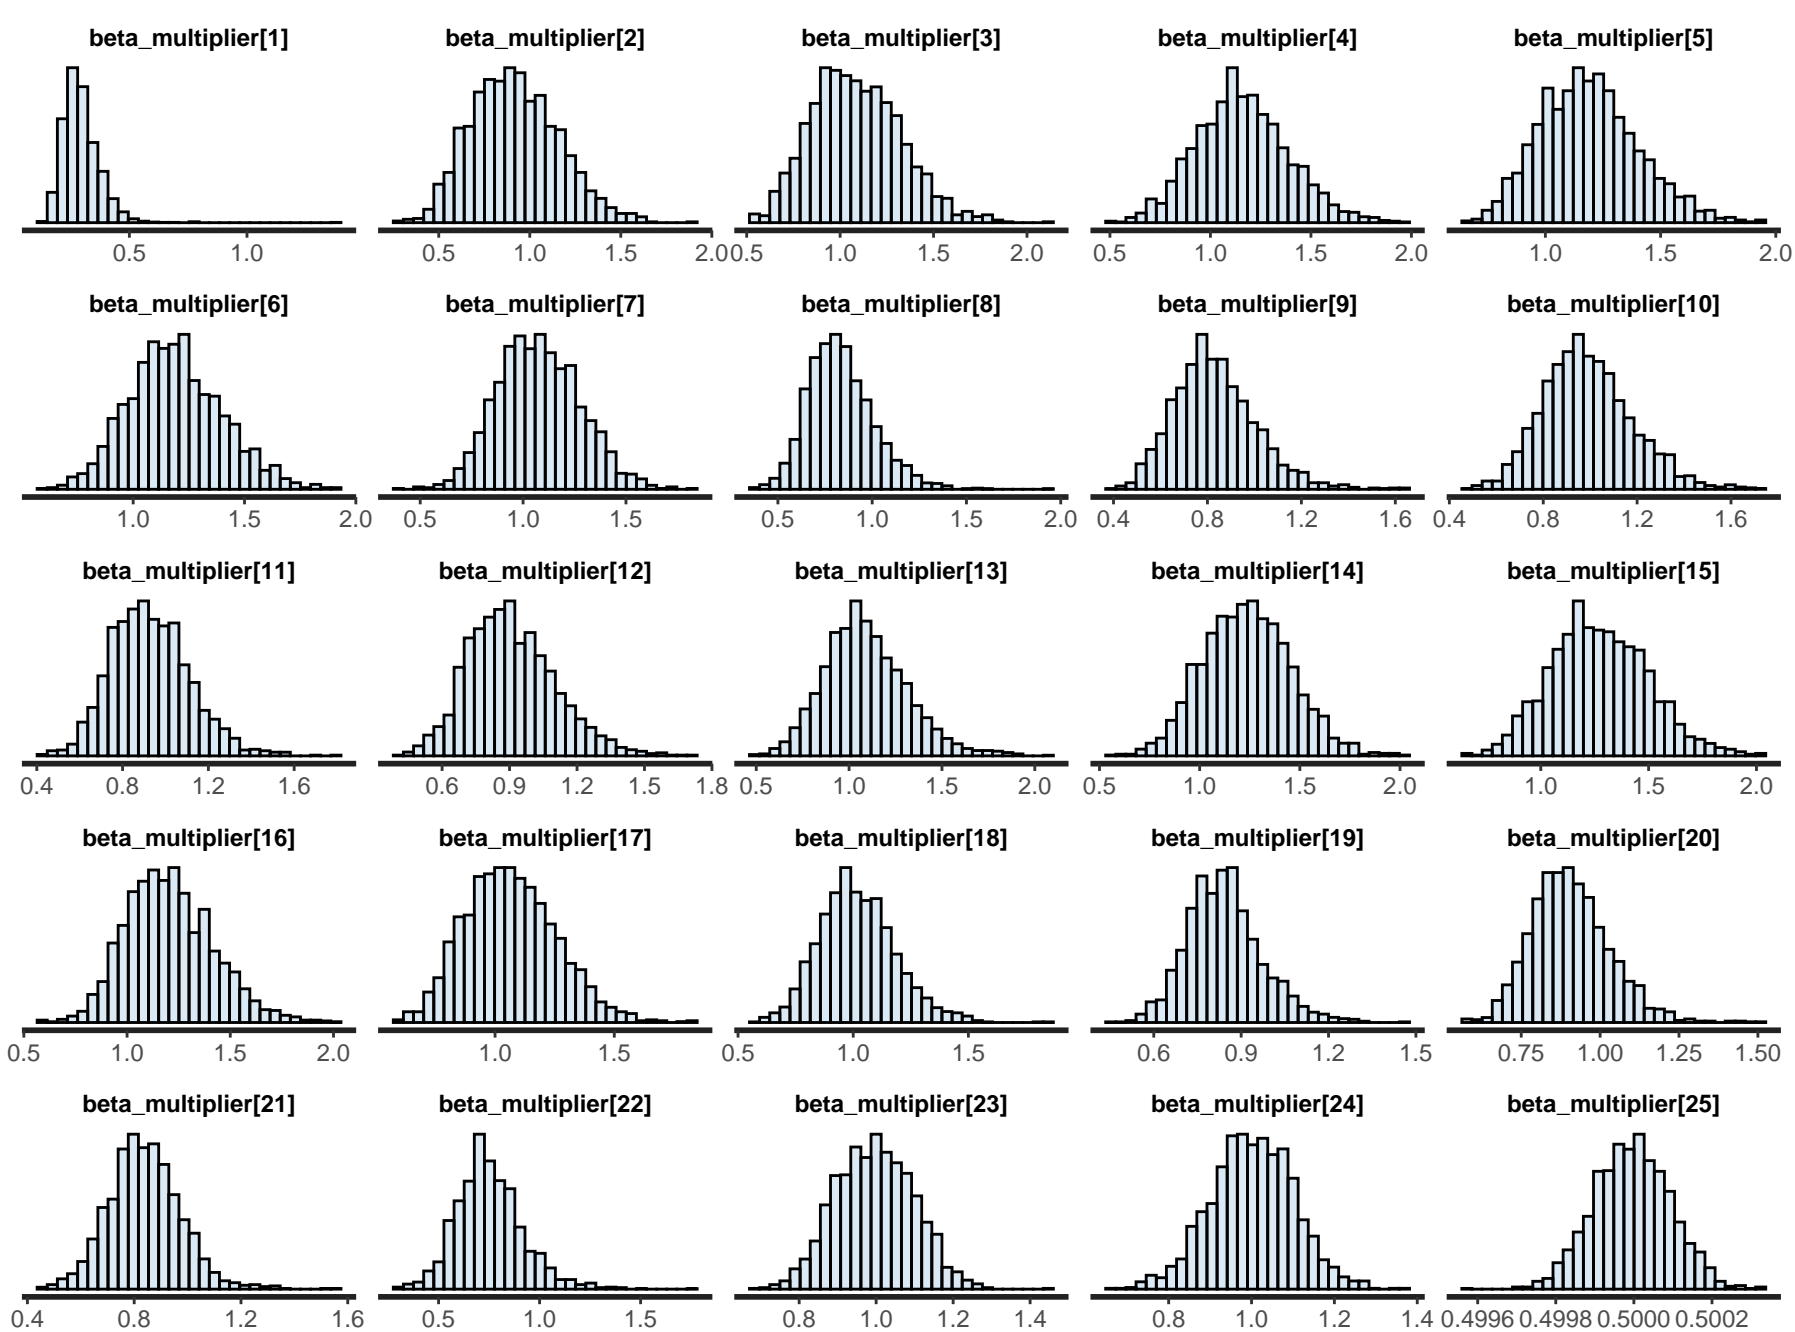 beta_multiplier[1] beta_multiplier[2] beta_multiplier[3] beta_multiplier[4] beta_multiplier[5]
0.5 1.0 0.5 1.0 1.5 2.0 0.5 1.0 1.5 2.0 0.5 1.0 1.5 2.0 1.0 1.5 2.0
beta_multiplier[6] beta_multiplier[7] beta_multiplier[8] beta_multiplier[9] beta_multiplier[10]
1.0 1.5 2.0 0.5 1.0 1.5 0.5 1.0 1.5 2.0 0.4 0.8 1.2 1.6 0.4 0.8 1.2 1.6
beta_multiplier[11] beta_multiplier[12] beta_multiplier[13] beta_multiplier[14] beta_multiplier[15]
0.4 0.8 1.2 1.6 0.6 0.9 1.2 1.5 1.8 0.5 1.0 1.5 2.0 0.5 1.0 1.5 2.0 1.0 1.5 2.0
beta_multiplier[16] beta_multiplier[17] beta_multiplier[18] beta_multiplier[19] beta_multiplier[20]
0.5 1.0 1.5 2.0 1.0 1.5 0.5 1.0 1.5 0.6 0.9 1.2 1.5 0.75 1.00 1.25 1.50
beta_multiplier[21] beta_multiplier[22] beta_multiplier[23] beta_multiplier[24] beta_multiplier[25]
0.4 0.8 1.2 1.6 0.5 1.0 1.5 0.8 1.0 1.2 1.4 0.8 1.0 1.2 1.4 0.4996 0.4998 0.5000 0.5002